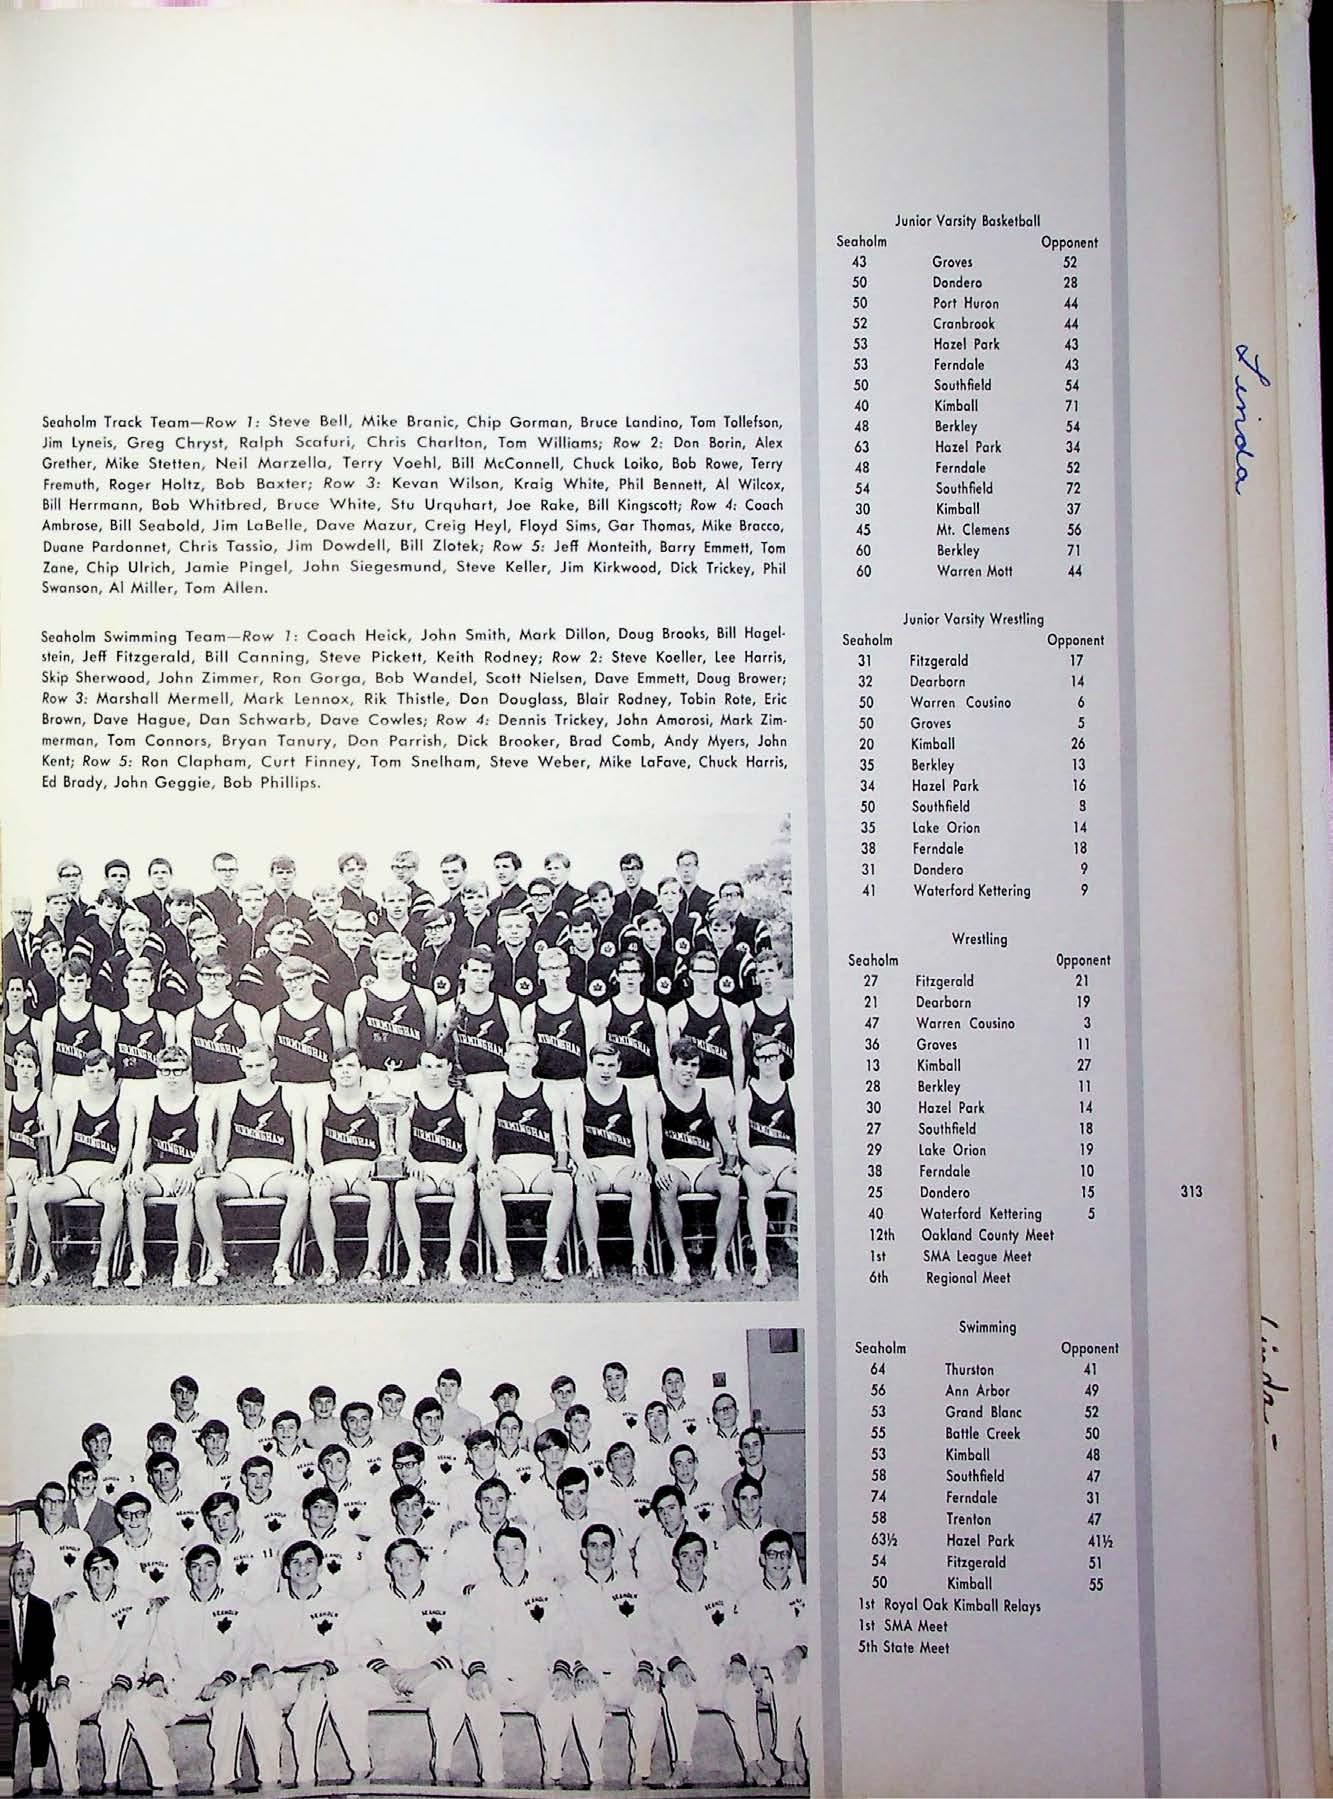 Seaholm Track Team—Row 1: Steve Bell, Mike Branic, Chip Gorman, Bruce Landino, Tom Tollefson,
Jim Lyneis, Greg Chryst, Ralph Scafuri, Chris Charlton, Tom Williams; Row 2: Don Borin, Alex
Grether, Mike Stetten, Neil Marzella, Terry Voehl, Bill McConnell, Chuck Loiko, Bob Rowe, Terry
Fremuth, Roger Holtz, Bob Baxter; Row 3: Kevan Wilson, Kraig White, Phil Bennett, Al Wilcox,
Bill Herrmann, Bob Whitbred, Bruce White, Stu Urquhart, Joe Rake, Bill Kingscott; Row 4: Coach
Ambrose, Bill Seabold, Jim LaBelle, Dave Mazur, Creig Heyl, Floyd Sims, Gar Thomas, Mike Bracco,
Duane Pardonnet, Chris Tassio, Jim Dowdell, Bill Zlotek; Row 5: Jeff Monteith, Barry Emmett, Tom
Zane, Chip Ulrich, Jamie Pingel, John Siegesmund, Steve Keller, Jim Kirkwood, Dick Trickey, Phil
Swanson, Al Miller, Tom Allen.
Seaholm Swimming Team—Row 1: Coach Heick, John Smith, Mark Dillon, Doug Brooks, Bill Hagel-
stein, Jeff Fitzgerald, Bill Canning, Steve Pickett, Keith Rodney; Row 2: Steve Koeller, Lee Harris,
Skip Sherwood, John Zimmer, Ron Gorga, Bob Wandel, Scott Nielsen, Dave Emmett, Doug Brower;
Row 3: Marshall Mermell, Mark Lennox, Rik Thistle, Don Douglass, Blair Rodney, Tobin Rote, Eric
Brown, Dave Hague, Dan Schwarb, Dave Cowles; Row 4: Dennis Trickey, John Amorosi, Mark Zim-
merman, Tom Connors, Bryan Tanury, Don Parrish, Dick Brooker, Brad Comb, Andy Myers, John
Kent; Row 5: Ron Clapham, Curt Finney, Tom Snelham, Steve Weber, Mike LaFave, Chuck Harris,
Ed Brady, John Geggie, Bob Phillips.
Junior Varsity Basketball
Seaholm Opponent
43 Groves 52
50 Dondero 28
50 Port Huron 44
52 Cranbrook 44
53 Hazel Park 43
53 Ferndale 43
50 Southfield 54
40 Kimball 71
48 Berkley 54
63 Hazel Park 34
48 Ferndale 52
54 Southfield 72
30 Kimball 37
45 Mt. Clemens 56
60 Berkley 71
60 Warren Mott 44
Junior Varsity Wrestling
Seaholm Opponent
31 Fitzgerald 17
32 Dearborn 14
50 Warren Cousino 6
50 Groves 5
20 Kimball 26
35 Berkley 13
34 Hazel Park 16
50 Southfield 8
35 Lake Orion 14
38 Ferndale 18
31 Dondero 9
41 Waterford Kettering 9
Wrestling
Seaholm Opponent
27 Fitzgerald 21
21 Dearborn 19
47 Warren Cousino 3
36 Groves 11
13 Kimball 27
28 Berkley 11
30 Hazel Park 14
27 Southfield 18
29 Lake Orion 19
38 Ferndale 10
25 Dondero 15
40 Waterford Kettering 5
12th Oakland County Meet
1st SMA League Meet
6th Regional Meet
Swimming
Seaholm Opponent
64 Thurston 41
56 Ann Arbor 49
53 Grand Blanc 52
55 Battle Creek 50
53 Kimball 48
58 Southfield 47
74 Ferndale 31
58 Trenton 47
63½ Hazel Park 41½
54 Fitzgerald 51
50 Kimball 55
1st Royal Oak Kimball Relays
1st SMA Meet
5th State Meet
313
Linda
BIRMINGHAM
SEAHOLM